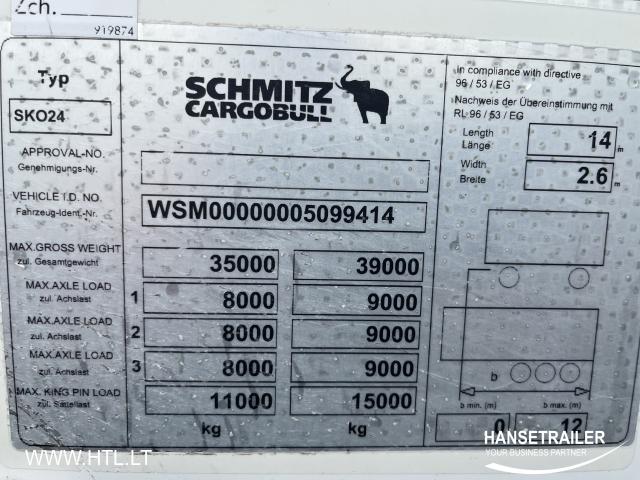 Zch.
919874
Typ
SKO24
SCHMITZ
CARGOBULL
In compliance with directive
96 / 53 / EG
Nachweis der Übereinstimmung mit
RL 96 / 53 / EG
Length
Länge
14 m
Width
Breite
2.6 m
APPROVAL-NO.
Genehmigungs-Nr.
VEHICLE I.D. NO.
Fahrzeug-Ident.-Nr.
WSM00000005099414
MAX.GROSS WEIGHT
zul. Gesamtgewicht
35000 39000
MAX.AXLE LOAD
zul. Achslast
1 8000 9000
MAX.AXLE LOAD
zul. Achslast
2 8000 9000
MAX.AXLE LOAD
zul. Achslast
3 8000 9000
MAX. KING PIN LOAD
zul. Sattellast
11000 15000
kg kg
b
b min. (m) b max. (m)
0 12
WWW.HTL.LT
HANSETRAILER
YOUR BUSINESS PARTNER